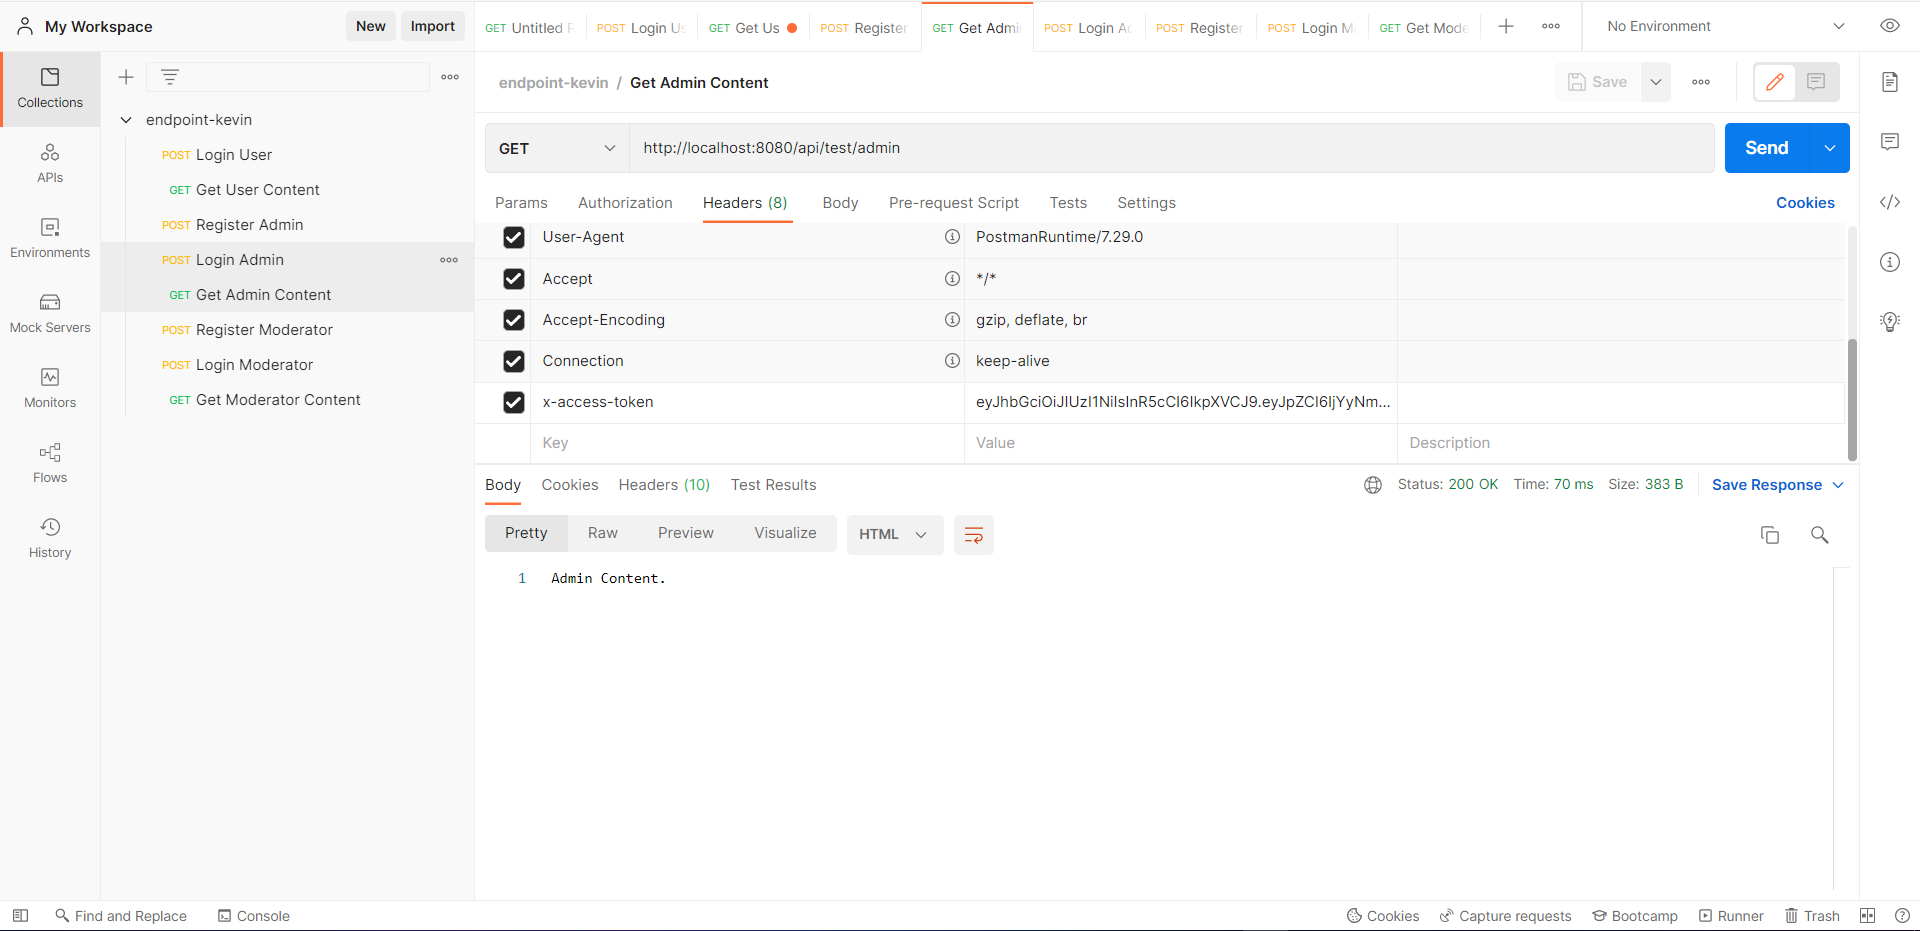 My Workspace
New
Import
GET Untitled R
POST Login Us
GET Get Us
POST Register
GET Get Admi
POST Login Ac
POST Register
POST Login M
GET Get Mode
No Environment
Collections
APIs
Environments
Mock Servers
Monitors
Flows
History
endpoint-kevin
POST Login User
GET Get User Content
POST Register Admin
POST Login Admin
GET Get Admin Content
POST Register Moderator
POST Login Moderator
GET Get Moderator Content
endpoint-kevin / Get Admin Content
Save
GET http://localhost:8080/api/test/admin
Send
Params Authorization Headers (8) Body Pre-request Script Tests Settings Cookies
User-Agent PostmanRuntime/7.29.0
Accept */*
Accept-Encoding gzip, deflate, br
Connection keep-alive
x-access-token eyJhbGciOiJIUzI1NiIsInR5cCI6IkpXVCJ9.eyJpZCI6IjYyNm...
Key Value Description
Body Cookies Headers (10) Test Results Status: 200 OK Time: 70 ms Size: 383 B Save Response
Pretty Raw Preview Visualize HTML
1 Admin Content.
Find and Replace Console Cookies Capture requests Bootcamp Runner Trash